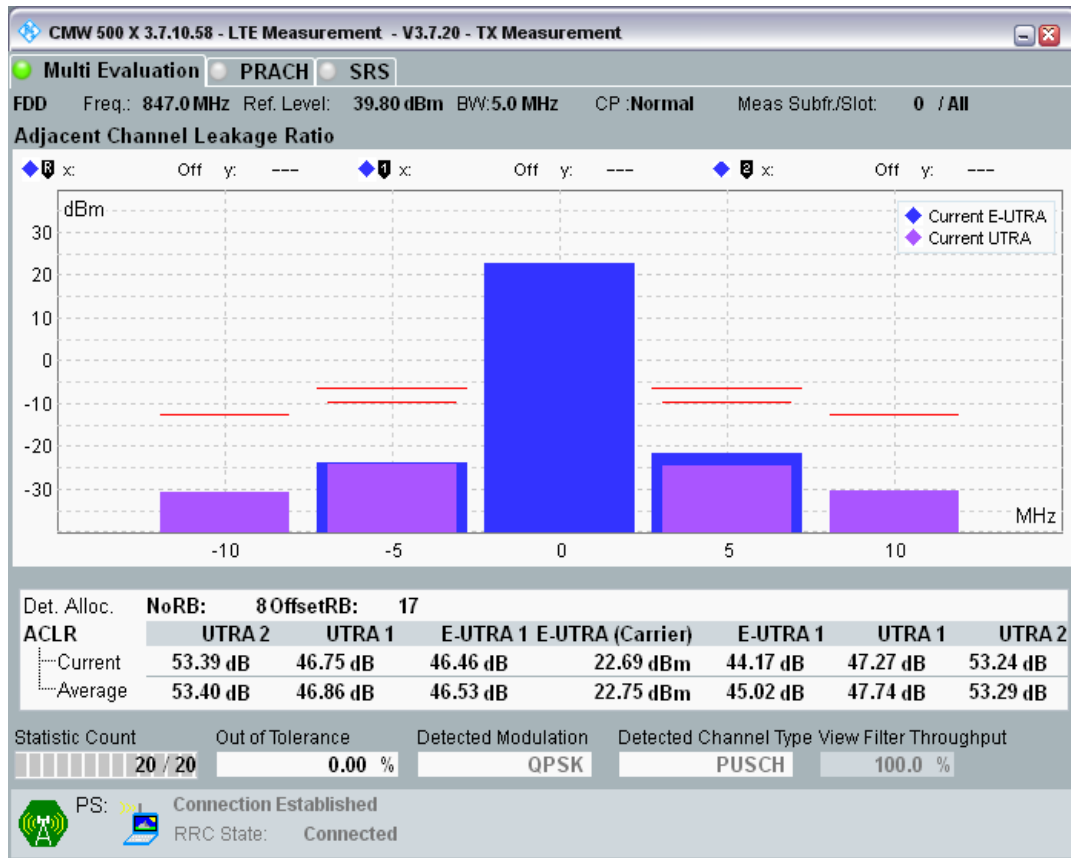 CMW 500 X 3.7.10.58 - LTE Measurement - V3.7.20 - TX Measurement
Multi Evaluation PRACH SRS
FDD Freq.: 847.0 MHz Ref. Level: 39.80 dBm BW:5.0 MHz CP :Normal Meas Subfr./Slot: 0 / All
Adjacent Channel Leakage Ratio
R x: Off y: --- 1 x: Off y: --- 2 x: Off y: ---
dBm
Current E-UTRA
Current UTRA
30
20
10
0
-10
-20
-30
MHz
-10 -5 0 5 10
Det. Alloc. NoRB: 8 OffsetRB: 17
ACLR UTRA 2 UTRA 1 E-UTRA 1 E-UTRA (Carrier) E-UTRA 1 UTRA 1 UTRA 2
Current 53.39 dB 46.75 dB 46.46 dB 22.69 dBm 44.17 dB 47.27 dB 53.24 dB
Average 53.40 dB 46.86 dB 46.53 dB 22.75 dBm 45.02 dB 47.74 dB 53.29 dB
Statistic Count Out of Tolerance Detected Modulation Detected Channel Type View Filter Throughput
20 / 20 0.00 % QPSK PUSCH 100.0 %
PS: Connection Established
RRC State: Connected